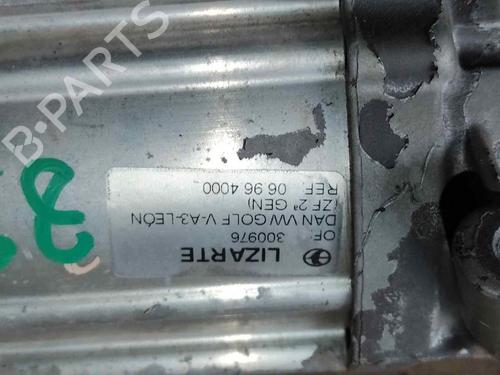 B-PARTS
LIZARTE
OF: 300976
DAN VW GOLF V-A3-LEÓN
(ZF 2ª GEN)
REF: 06 96 4000